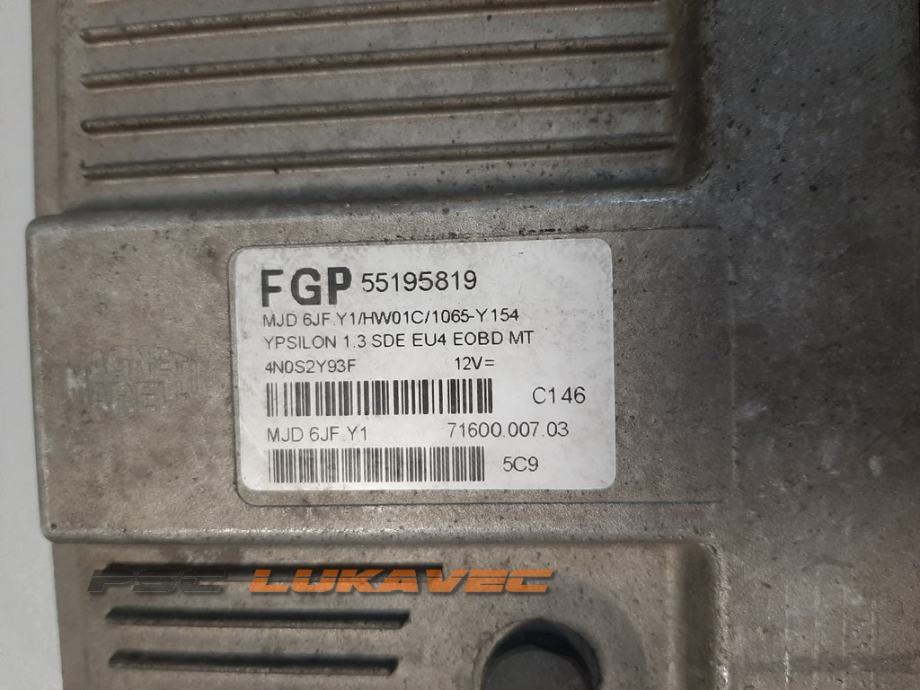 FGP 55195819
MJD 6JF.Y1/HW01C/1065-Y154
YPSILON 1.3 SDE EU4 EOBD MT
4N0S2Y93F 12V=
C146
MJD 6JF.Y1 71600.007.03
5C9
PSC LUKAVEC